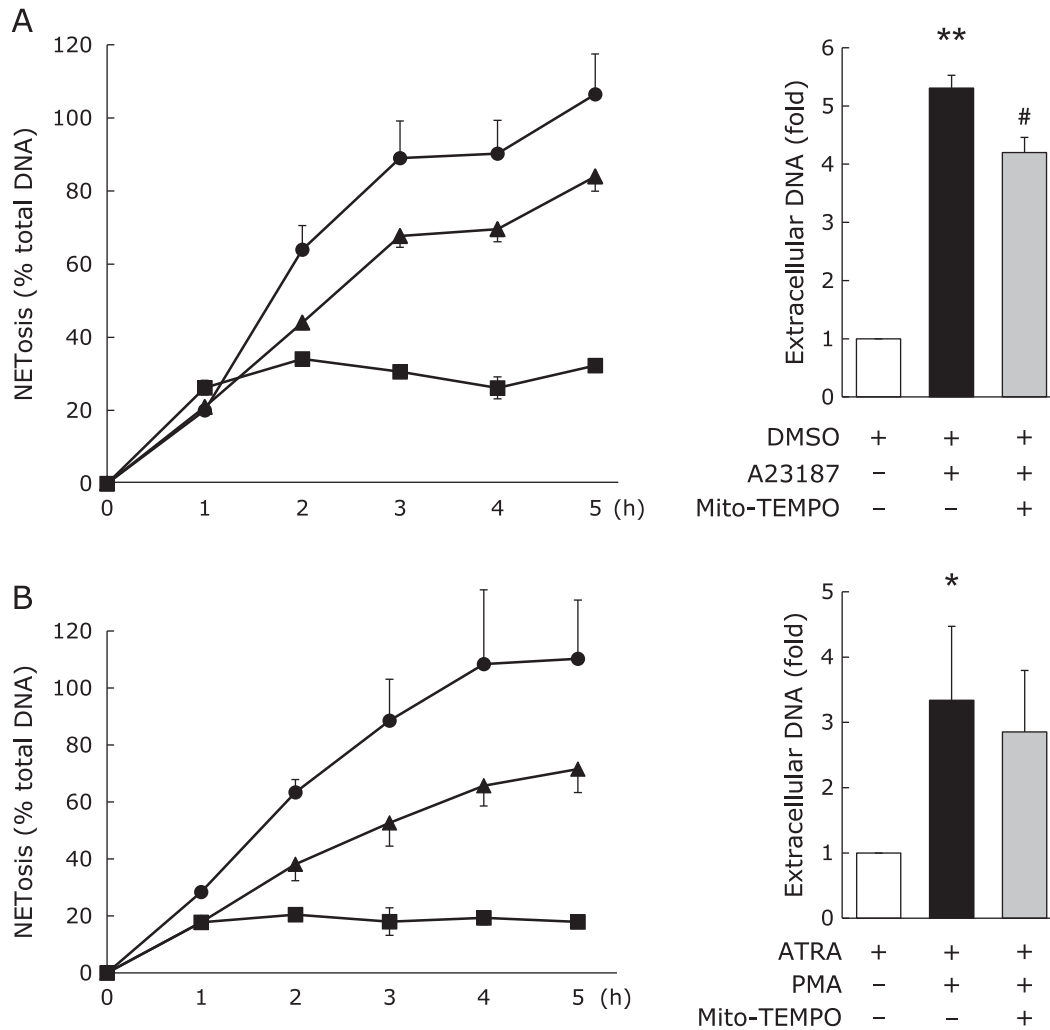 A
NETosis (% total DNA)
120
100
80
60
40
20
0
0 1 2 3 4 5 (h)
Extracellular DNA (fold)
6
5
4
3
2
1
0
**
#
DMSO + + +
A23187 – + +
Mito-TEMPO – – +
B
NETosis (% total DNA)
120
100
80
60
40
20
0
0 1 2 3 4 5 (h)
Extracellular DNA (fold)
5
4
3
2
1
0
*
ATRA + + +
PMA – + +
Mito-TEMPO – – +